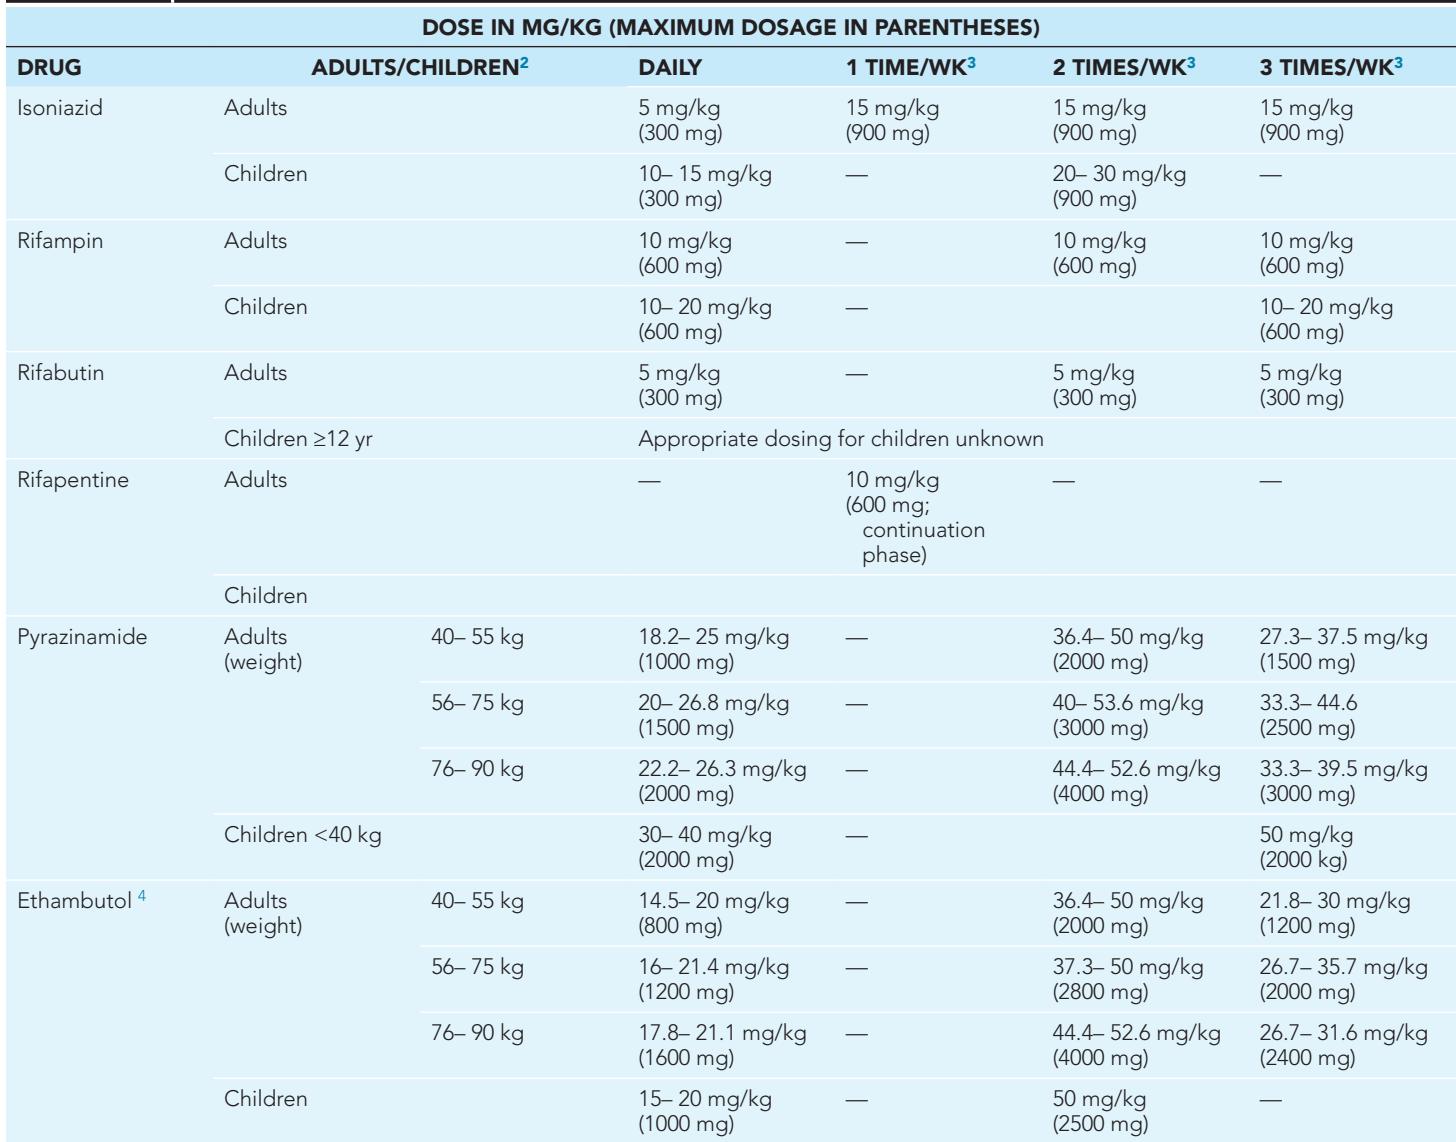 DOSE IN MG/KG (MAXIMUM DOSAGE IN PARENTHESES)
DRUG ADULTS/CHILDREN2 DAILY 1 TIME/WK3 2 TIMES/WK3 3 TIMES/WK3
Isoniazid Adults 5 mg/kg 15 mg/kg 15 mg/kg 15 mg/kg
(300 mg) (900 mg) (900 mg) (900 mg)
Children 10– 15 mg/kg — 20– 30 mg/kg —
(300 mg) (900 mg)
Rifampin Adults 10 mg/kg — 10 mg/kg 10 mg/kg
(600 mg) (600 mg) (600 mg)
Children 10– 20 mg/kg — 10– 20 mg/kg
(600 mg) (600 mg)
Rifabutin Adults 5 mg/kg — 5 mg/kg 5 mg/kg
(300 mg) (300 mg) (300 mg)
Children ≥12 yr Appropriate dosing for children unknown
Rifapentine Adults — 10 mg/kg — —
(600 mg;
continuation
phase)
Children
Pyrazinamide Adults 40– 55 kg 18.2– 25 mg/kg — 36.4– 50 mg/kg 27.3– 37.5 mg/kg
(weight) (1000 mg) (2000 mg) (1500 mg)
56– 75 kg 20– 26.8 mg/kg — 40– 53.6 mg/kg 33.3– 44.6
(1500 mg) (3000 mg) (2500 mg)
76– 90 kg 22.2– 26.3 mg/kg — 44.4– 52.6 mg/kg 33.3– 39.5 mg/kg
(2000 mg) (4000 mg) (3000 mg)
Children <40 kg 30– 40 mg/kg — 50 mg/kg
(2000 mg) (2000 kg)
Ethambutol 4 Adults 40– 55 kg 14.5– 20 mg/kg — 36.4– 50 mg/kg 21.8– 30 mg/kg
(weight) (800 mg) (2000 mg) (1200 mg)
56– 75 kg 16– 21.4 mg/kg — 37.3– 50 mg/kg 26.7– 35.7 mg/kg
(1200 mg) (2800 mg) (2000 mg)
76– 90 kg 17.8– 21.1 mg/kg — 44.4– 52.6 mg/kg 26.7– 31.6 mg/kg
(1600 mg) (4000 mg) (2400 mg)
Children 15– 20 mg/kg — 50 mg/kg —
(1000 mg) (2500 mg)